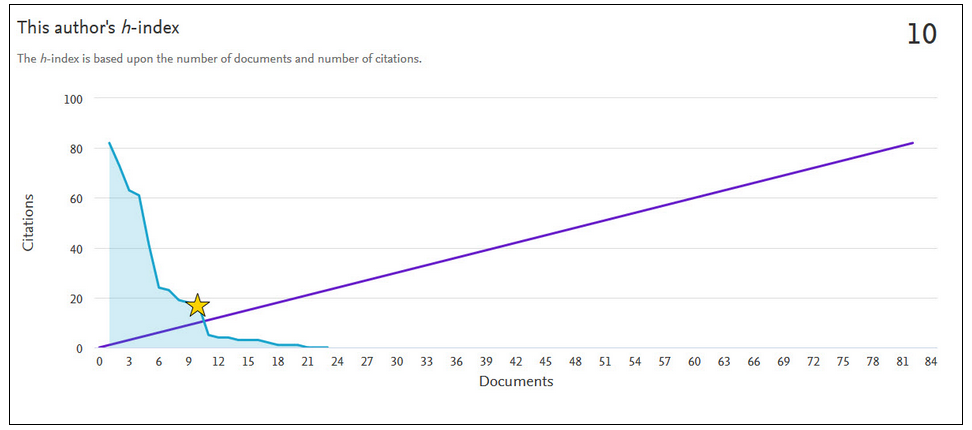 This author's h-index
10
The h-index is based upon the number of documents and number of citations.
100
80
60
40
20
0
Citations
0 3 6 9 12 15 18 21 24 27 30 33 36 39 42 45 48 51 54 57 60 63 66 69 72 75 78 81 84
Documents